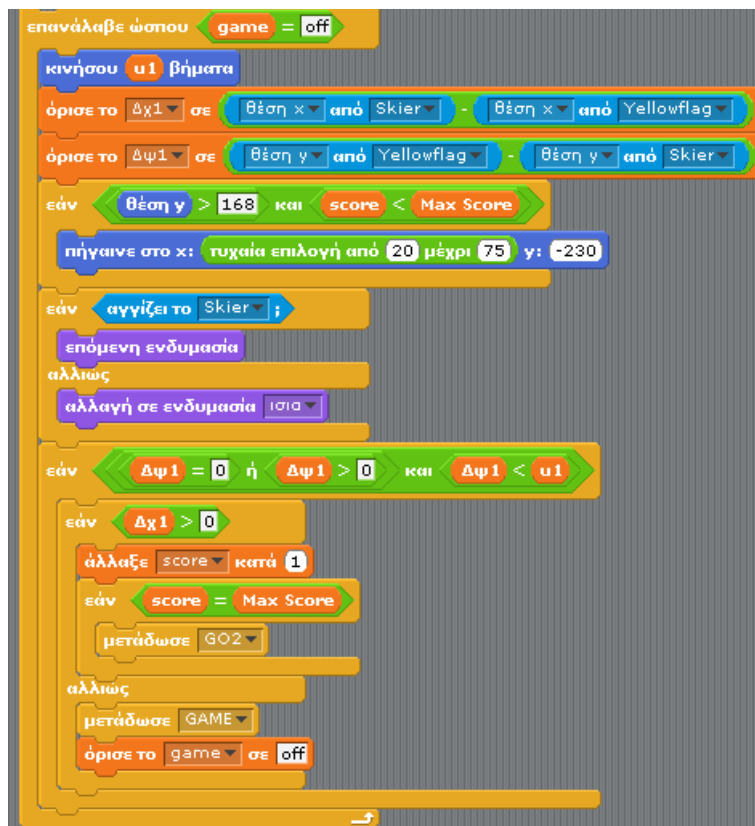 επανάλαβε ώσπου game = off
κινήσου u1 βήματα
όρισε το Δχ1 σε θέση x από Skier - θέση x από Yellowflag
όρισε το Δψ1 σε θέση y από Yellowflag - θέση y από Skier
εάν θέση y > 168 και score < Max Score
πήγαινε στο x: τυχαία επιλογή από 20 μέχρι 75 y: -230
εάν αγγίζει το Skier ;
επόμενη ενδυμασία
αλλιώς
αλλαγή σε ενδυμασία ισια
εάν Δψ1 = 0 ή Δψ1 > 0 και Δψ1 < u1
εάν Δχ1 > 0
άλλαξε score κατά 1
εάν score = Max Score
μετάδωσε GO2
αλλιώς
μετάδωσε GAME
όρισε το game σε off